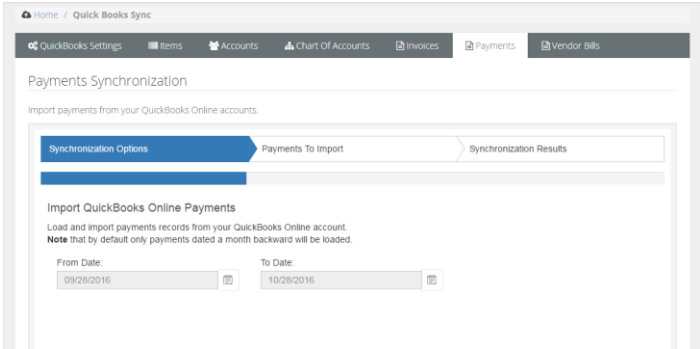 Home / Quick Books Sync
QuickBooks Settings Items Accounts Chart Of Accounts Invoices Payments Vendor Bills
Payments Synchronization
Import payments from your QuickBooks Online accounts.
Synchronization Options Payments To Import Synchronization Results
Import QuickBooks Online Payments
Load and import payments records from your QuickBooks Online account.
Note that by default only payments dated a month backward will be loaded.
From Date: To Date:
09/28/2016 10/28/2016